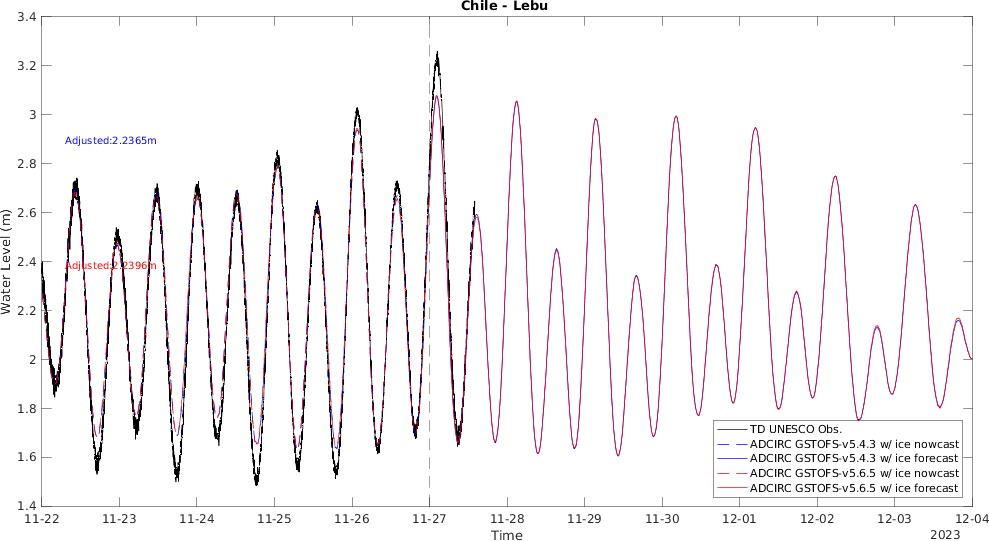 Chile - Lebu
3.4
3.2
3
2.8
2.6
2.4
2.2
2
1.8
1.6
1.4
Water Level (m)
Adjusted:2.2365m
Adjusted:2.2396m
TD UNESCO Obs.
ADCIRC GSTOFS-v5.4.3 w/ ice nowcast
ADCIRC GSTOFS-v5.4.3 w/ ice forecast
ADCIRC GSTOFS-v5.6.5 w/ ice nowcast
ADCIRC GSTOFS-v5.6.5 w/ ice forecast
11-22 11-23 11-24 11-25 11-26 11-27 11-28 11-29 11-30 12-01 12-02 12-03 12-04
Time
2023